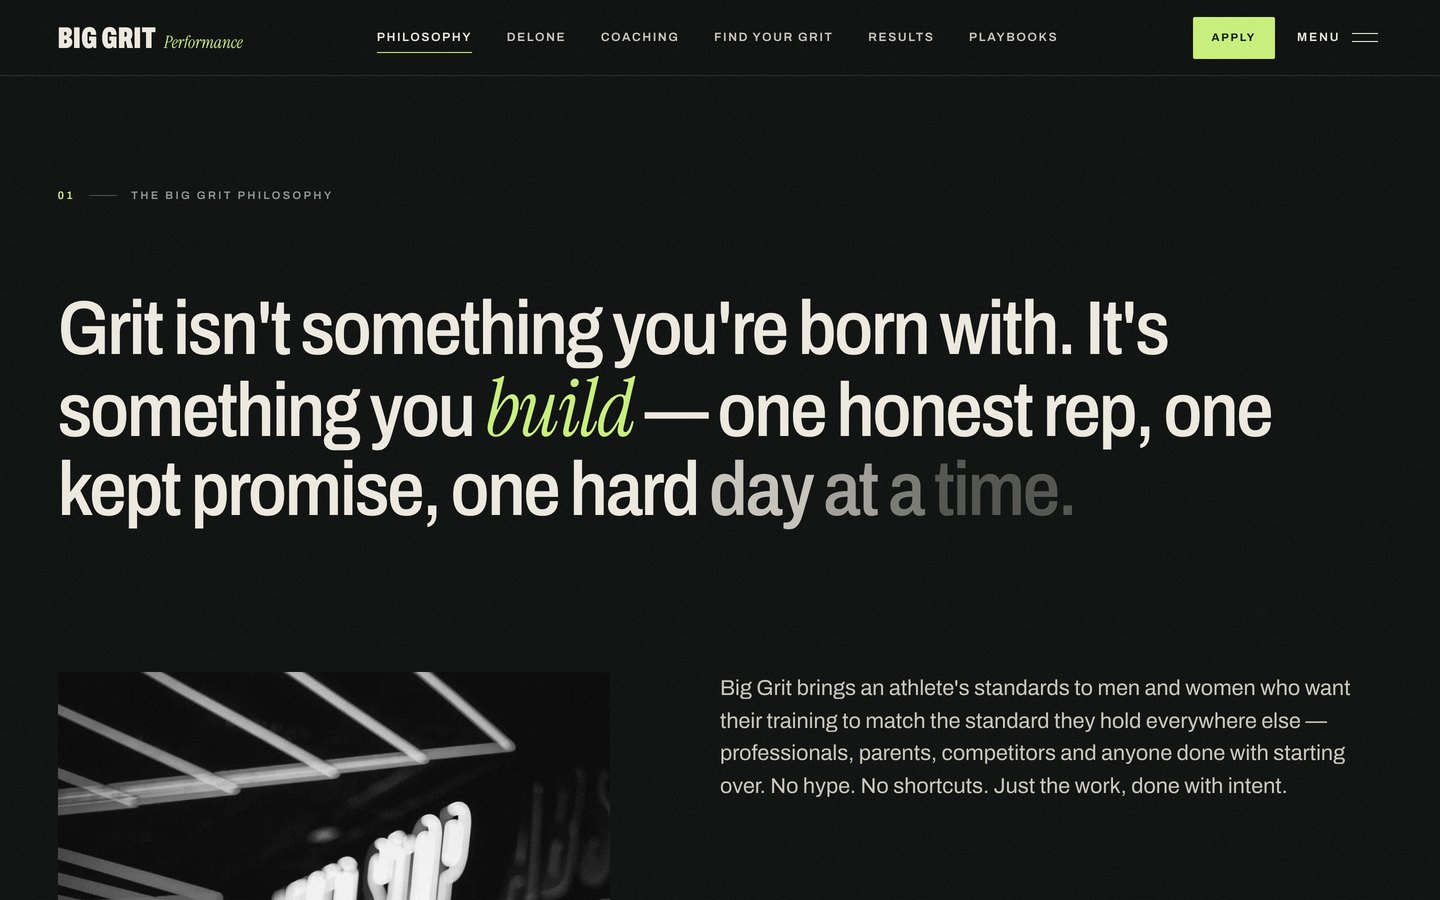 BIG GRIT Performance
PHILOSOPHY DELONE COACHING FIND YOUR GRIT RESULTS PLAYBOOKS
APPLY MENU
01 THE BIG GRIT PHILOSOPHY
Grit isn't something you're born with. It's
something you build — one honest rep, one
kept promise, one hard day at a time.
Big Grit brings an athlete's standards to men and women who want
their training to match the standard they hold everywhere else —
professionals, parents, competitors and anyone done with starting
over. No hype. No shortcuts. Just the work, done with intent.